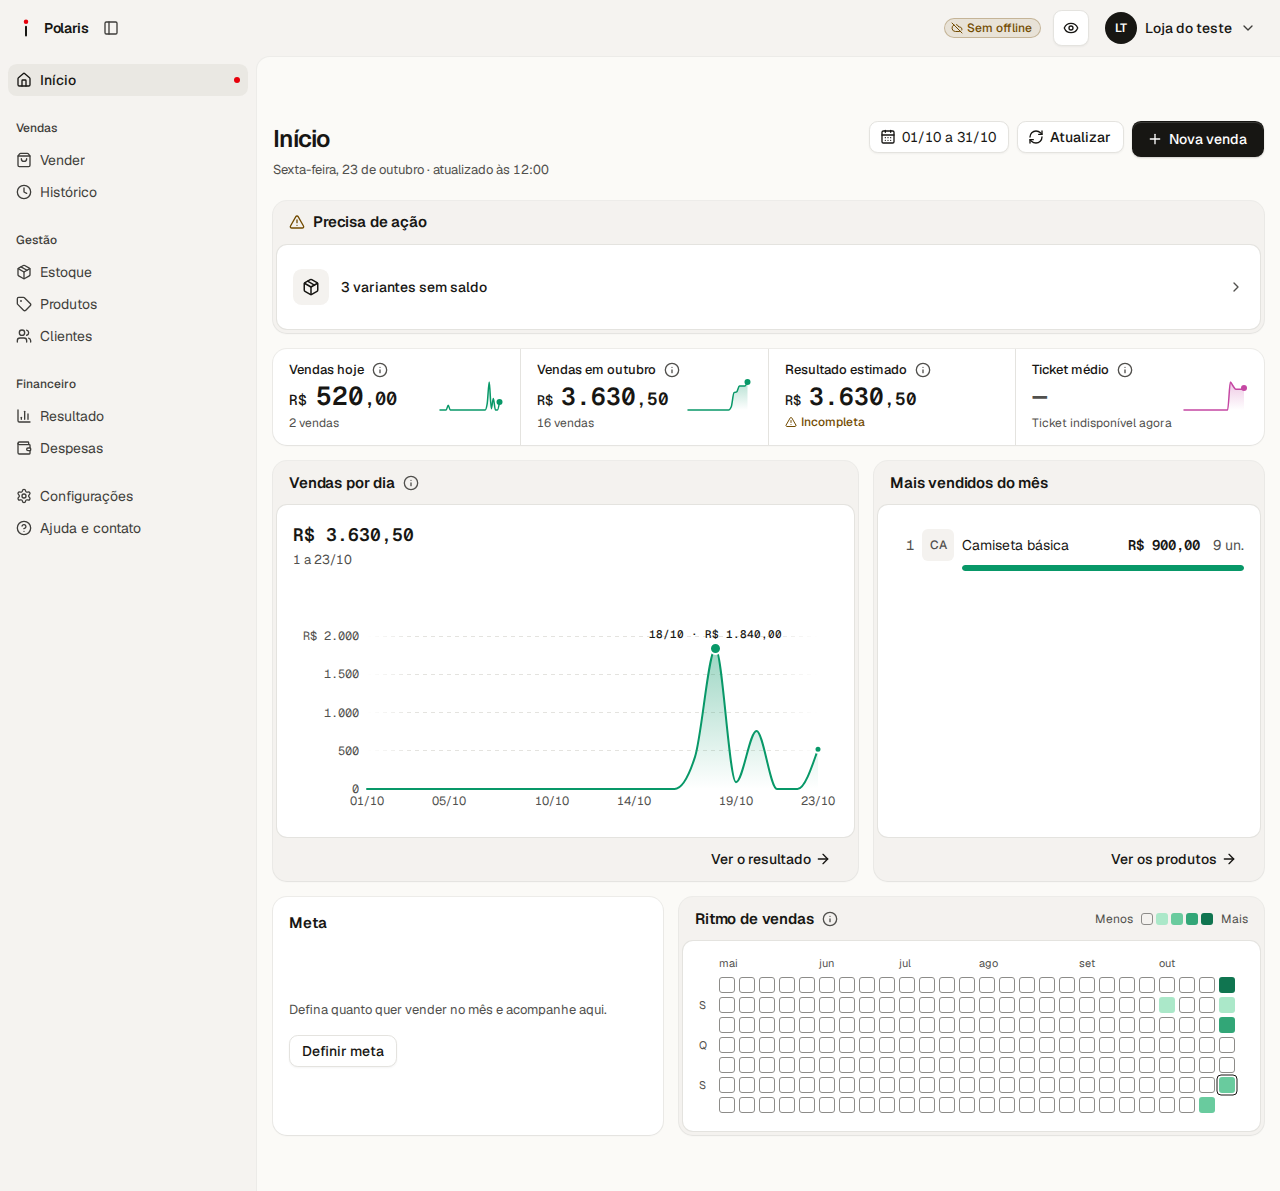 Polaris
Sem offline
LT
Loja do teste
Início
Vendas
Vender
Histórico
Gestão
Estoque
Produtos
Clientes
Financeiro
Resultado
Despesas
Configurações
Ajuda e contato
Início
Sexta-feira, 23 de outubro · atualizado às 12:00
01/10 a 31/10
Atualizar
Nova venda
Precisa de ação
3 variantes sem saldo
Vendas hoje
R$ 520,00
2 vendas
Vendas em outubro
R$ 3.630,50
16 vendas
Resultado estimado
R$ 3.630,50
Incompleta
Ticket médio
—
Ticket indisponível agora
Vendas por dia
R$ 3.630,50
1 a 23/10
18/10 · R$ 1.840,00
R$ 2.000
1.500
1.000
500
0
01/10 05/10 10/10 14/10 19/10 23/10
Ver o resultado
Mais vendidos do mês
1 CA Camiseta básica R$ 900,00 9 un.
Ver os produtos
Meta
Defina quanto quer vender no mês e acompanhe aqui.
Definir meta
Ritmo de vendas
Menos Mais
mai jun jul ago set out
S
Q
S